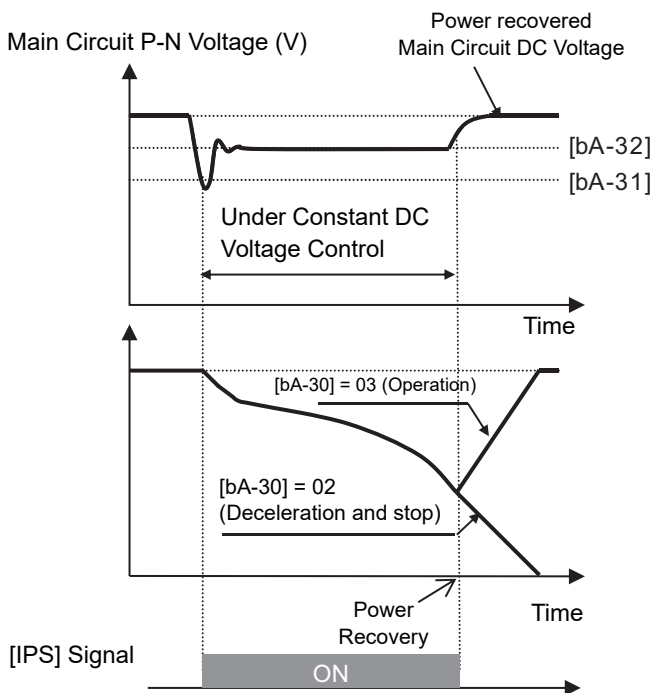 Power recovered
Main Circuit DC Voltage
Main Circuit P-N Voltage (V)
[bA-32]
[bA-31]
Under Constant DC
Voltage Control
Time
[bA-30] = 03 (Operation)
[bA-30] = 02
(Deceleration and stop)
Power
Recovery
Time
[IPS] Signal
ON